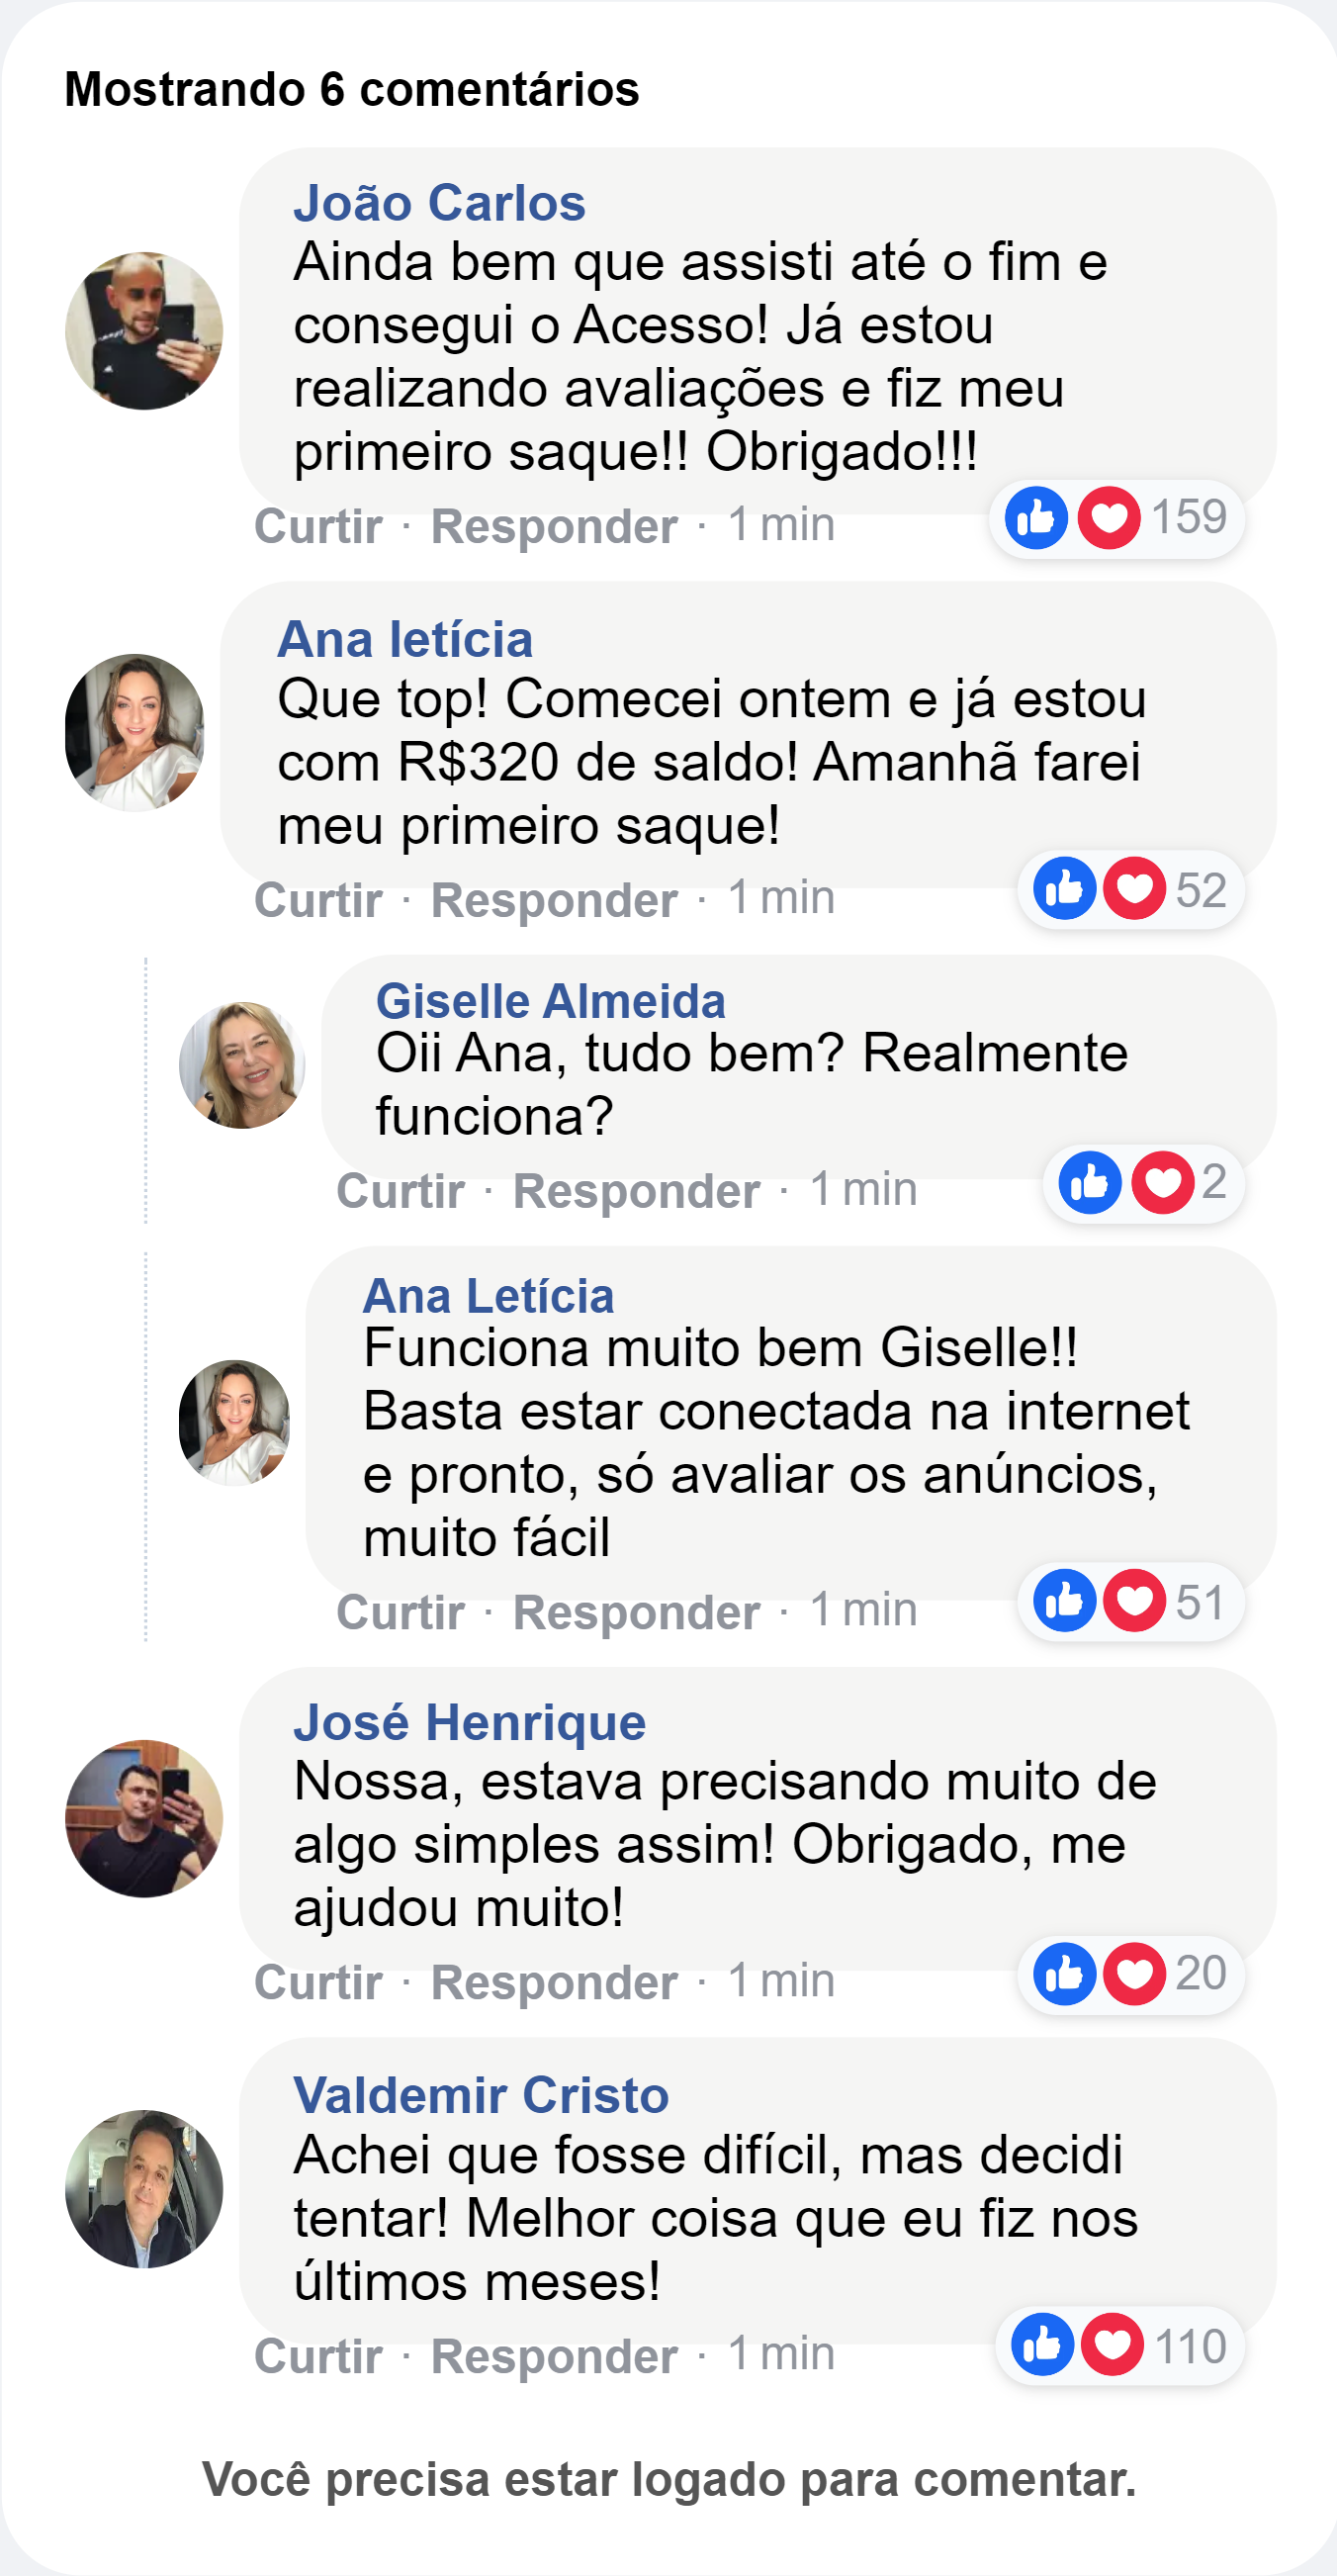 Mostrando 6 comentários
João Carlos
Ainda bem que assisti até o fim e
consegui o Acesso! Já estou
realizando avaliações e fiz meu
primeiro saque!! Obrigado!!!
Curtir · Responder · 1 min 159
Ana letícia
Que top! Comecei ontem e já estou
com R$320 de saldo! Amanhã farei
meu primeiro saque!
Curtir · Responder · 1 min 52
Giselle Almeida
Oii Ana, tudo bem? Realmente
funciona?
Curtir · Responder · 1 min 2
Ana Letícia
Funciona muito bem Giselle!!
Basta estar conectada na internet
e pronto, só avaliar os anúncios,
muito fácil
Curtir · Responder · 1 min 51
José Henrique
Nossa, estava precisando muito de
algo simples assim! Obrigado, me
ajudou muito!
Curtir · Responder · 1 min 20
Valdemir Cristo
Achei que fosse difícil, mas decidi
tentar! Melhor coisa que eu fiz nos
últimos meses!
Curtir · Responder · 1 min 110
Você precisa estar logado para comentar.